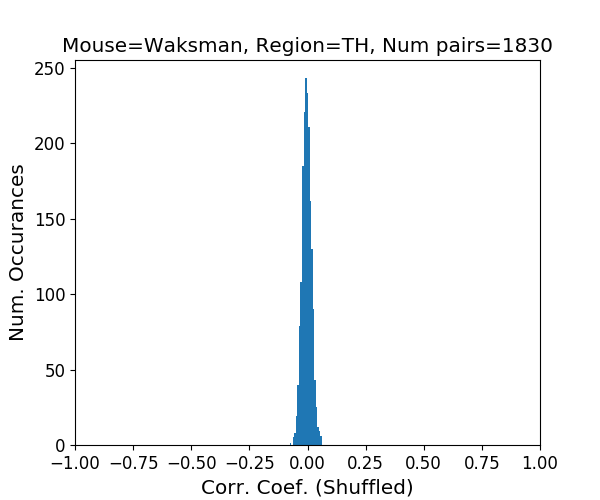 Mouse=Waksman, Region=TH, Num pairs=1830
250
200
150
100
50
0
Num. Occurances
−1.00 −0.75 −0.50 −0.25 0.00 0.25 0.50 0.75 1.00
Corr. Coef. (Shuffled)